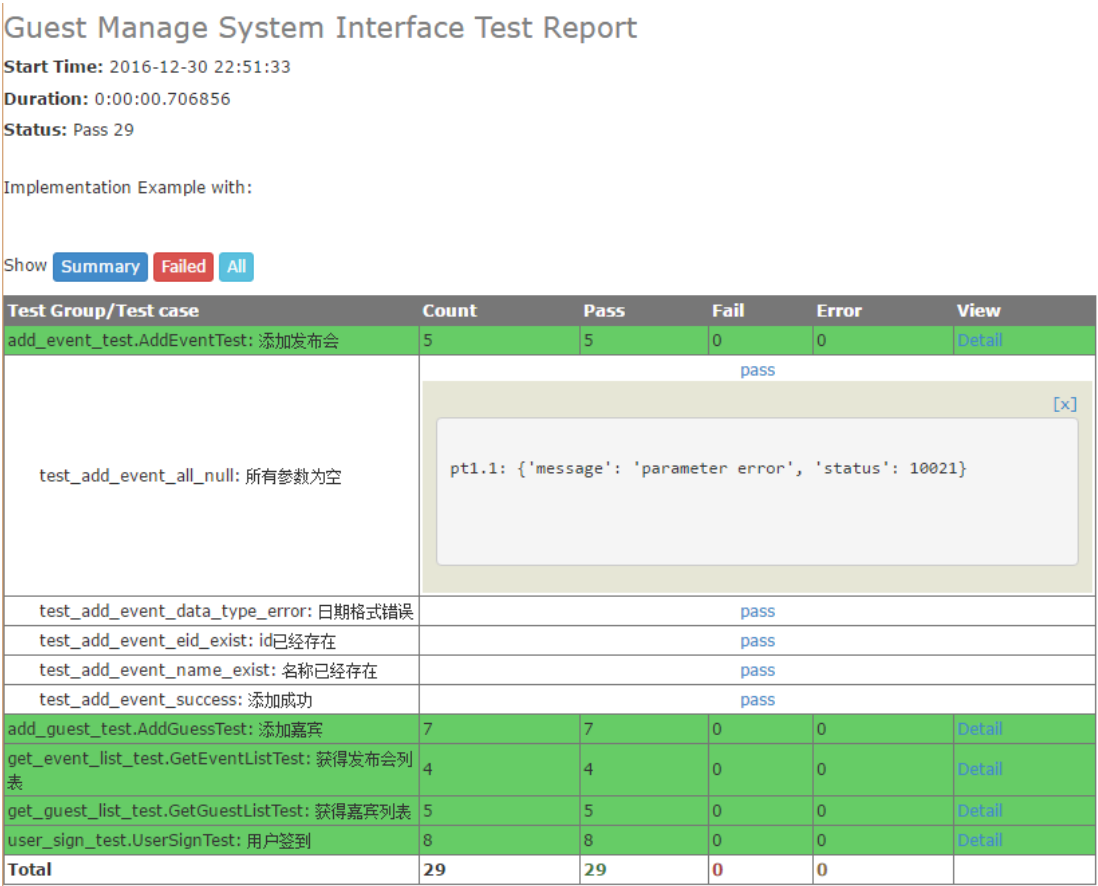 Guest Manage System Interface Test Report
Start Time: 2016-12-30 22:51:33
Duration: 0:00:00.706856
Status: Pass 29
Implementation Example with:
Show Summary Failed All
Test Group/Test case Count Pass Fail Error View
add_event_test.AddEventTest: 添加发布会 5 5 0 0 Detail
pass
[x]
test_add_event_all_null: 所有参数为空 pt1.1: {'message': 'parameter error', 'status': 10021}
test_add_event_data_type_error: 日期格式错误 pass
test_add_event_eid_exist: id已经存在 pass
test_add_event_name_exist: 名称已经存在 pass
test_add_event_success: 添加成功 pass
add_guest_test.AddGuessTest: 添加嘉宾 7 7 0 0 Detail
get_event_list_test.GetEventListTest: 获得发布会列
表 4 4 0 0 Detail
get_guest_list_test.GetGuestListTest: 获得嘉宾列表 5 5 0 0 Detail
user_sign_test.UserSignTest: 用户签到 8 8 0 0 Detail
Total 29 29 0 0